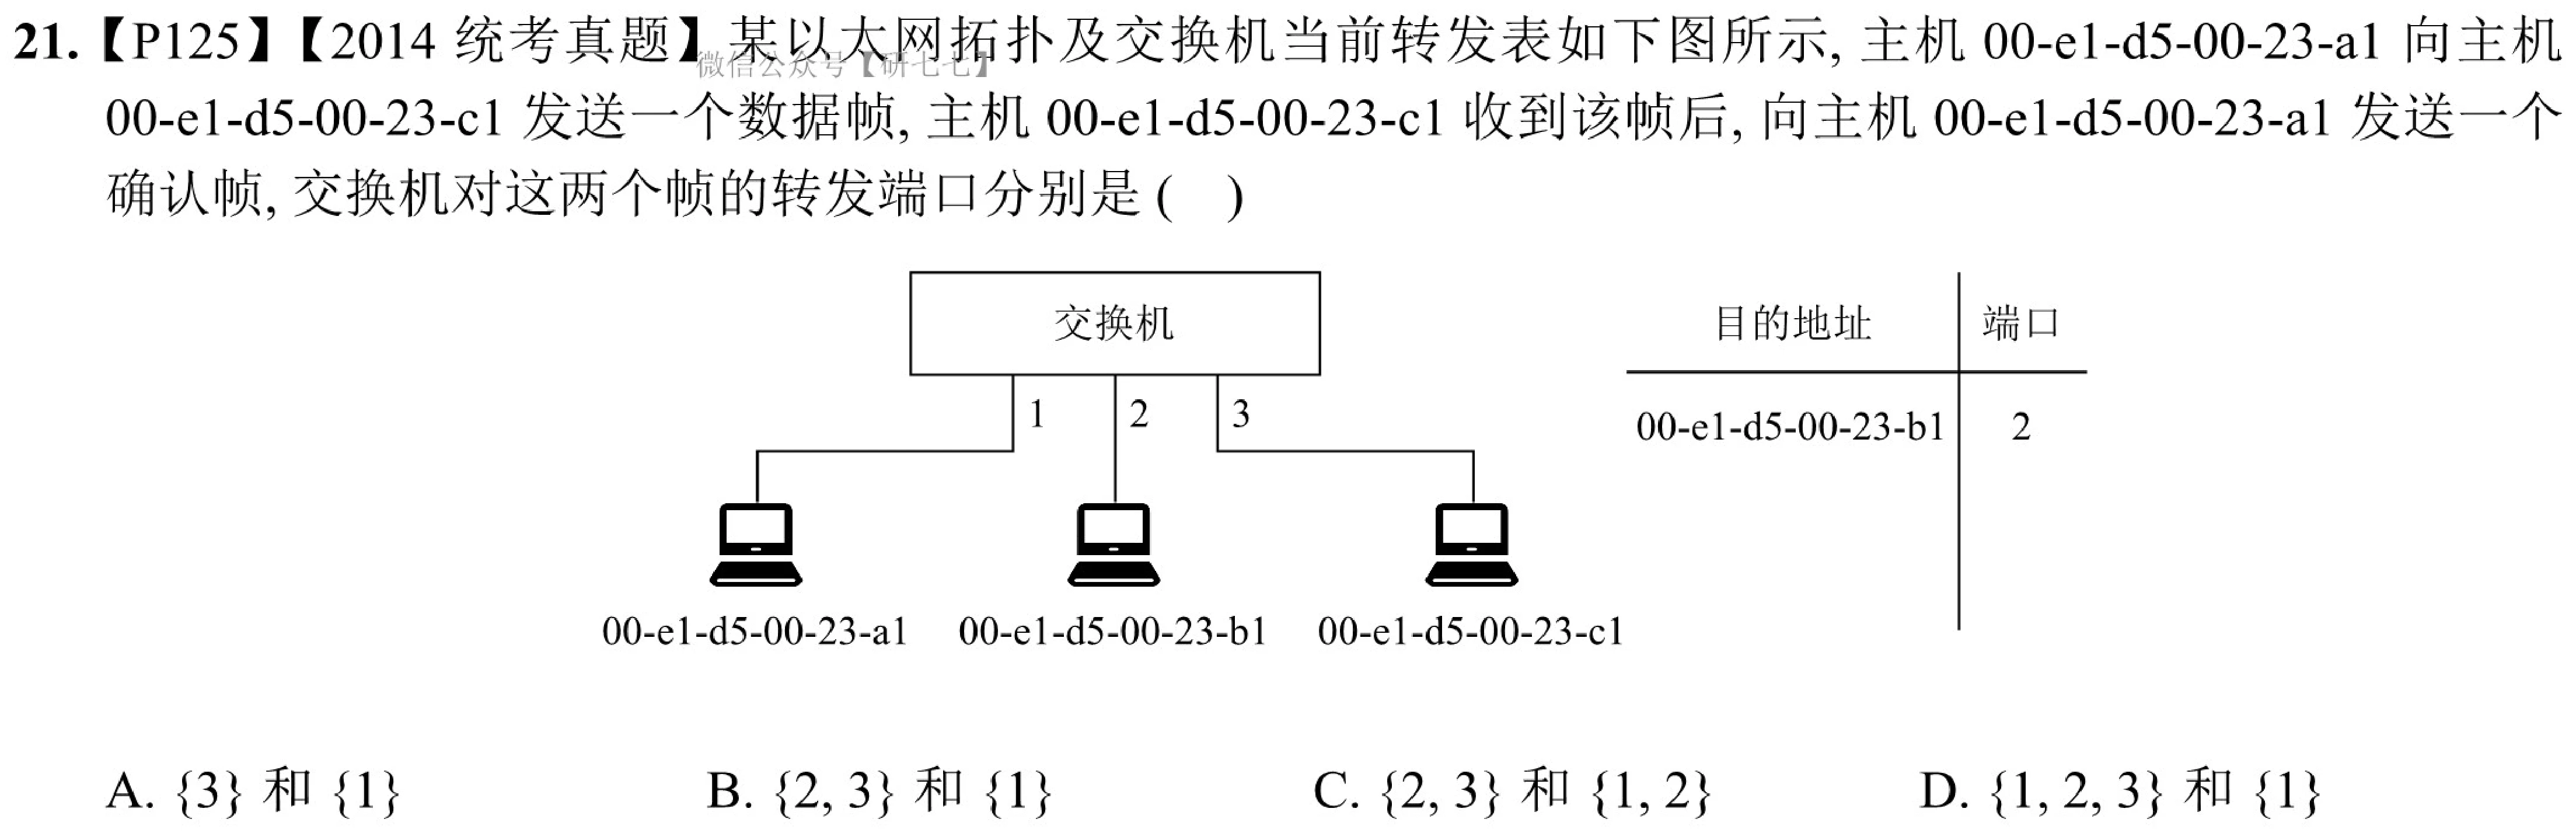 21.【P125】【2014 统考真题】某以太网拓扑及交换机当前转发表如下图所示, 主机 00-e1-d5-00-23-a1 向主机
微信公众号【研七七】
00-e1-d5-00-23-c1 发送一个数据帧, 主机 00-e1-d5-00-23-c1 收到该帧后, 向主机 00-e1-d5-00-23-a1 发送一个
确认帧, 交换机对这两个帧的转发端口分别是 (    )
交换机
目的地址 端口
1 2 3
00-e1-d5-00-23-b1 2
00-e1-d5-00-23-a1 00-e1-d5-00-23-b1 00-e1-d5-00-23-c1
A. {3} 和 {1} B. {2, 3} 和 {1} C. {2, 3} 和 {1, 2} D. {1, 2, 3} 和 {1}